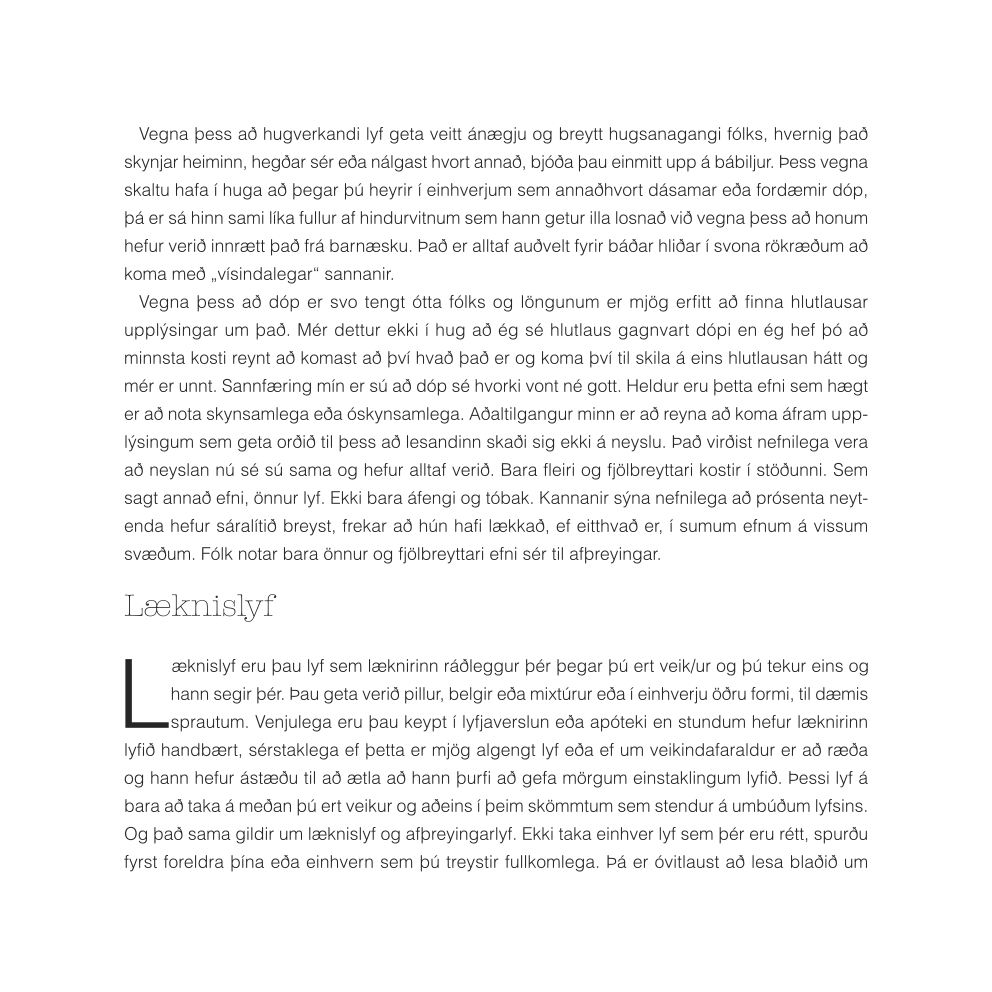 Vegna þess að hugverkandi lyf geta veitt ánægju og breytt hugsanagangi fólks, hvernig það
skynjar heiminn, hegðar sér eða nálgast hvort annað, bjóða þau einmitt upp á bábiljur. Þess vegna
skaltu hafa í huga að þegar þú heyrir í einhverjum sem annaðhvort dásamar eða fordæmir dóp,
þá er sá hinn sami líka fullur af hindurvitnum sem hann getur illa losnað við vegna þess að honum
hefur verið innrætt það frá barnæsku. Það er alltaf auðvelt fyrir báðar hliðar í svona rökræðum að
koma með „vísindalegar“ sannanir.
Vegna þess að dóp er svo tengt ótta fólks og löngunum er mjög erfitt að finna hlutlausar
upplýsingar um það. Mér dettur ekki í hug að ég sé hlutlaus gagnvart dópi en ég hef þó að
minnsta kosti reynt að komast að því hvað það er og koma því til skila á eins hlutlausan hátt og
mér er unnt. Sannfæring mín er sú að dóp sé hvorki vont né gott. Heldur eru þetta efni sem hægt
er að nota skynsamlega eða óskynsamlega. Aðaltilgangur minn er að reyna að koma áfram upp-
lýsingum sem geta orðið til þess að lesandinn skaði sig ekki á neyslu. Það virðist nefnilega vera
að neyslan nú sé sú sama og hefur alltaf verið. Bara fleiri og fjölbreyttari kostir í stöðunni. Sem
sagt annað efni, önnur lyf. Ekki bara áfengi og tóbak. Kannanir sýna nefnilega að prósenta neyt-
enda hefur sáralítið breyst, frekar að hún hafi lækkað, ef eitthvað er, í sumum efnum á vissum
svæðum. Fólk notar bara önnur og fjölbreyttari efni sér til afþreyingar.
Læknislyf
Læknislyf eru þau lyf sem læknirinn ráðleggur þér þegar þú ert veik/ur og þú tekur eins og
hann segir þér. Þau geta verið pillur, belgir eða mixtúrur eða í einhverju öðru formi, til dæmis
sprautum. Venjulega eru þau keypt í lyfjaverslun eða apóteki en stundum hefur læknirinn
lyfið handbært, sérstaklega ef þetta er mjög algengt lyf eða ef um veikindafaraldur er að ræða
og hann hefur ástæðu til að ætla að hann þurfi að gefa mörgum einstaklingum lyfið. Þessi lyf á
bara að taka á meðan þú ert veikur og aðeins í þeim skömmtum sem stendur á umbúðum lyfsins.
Og það sama gildir um læknislyf og afþreyingarlyf. Ekki taka einhver lyf sem þér eru rétt, spurðu
fyrst foreldra þína eða einhvern sem þú treystir fullkomlega. Þá er óvitlaust að lesa blaðið um